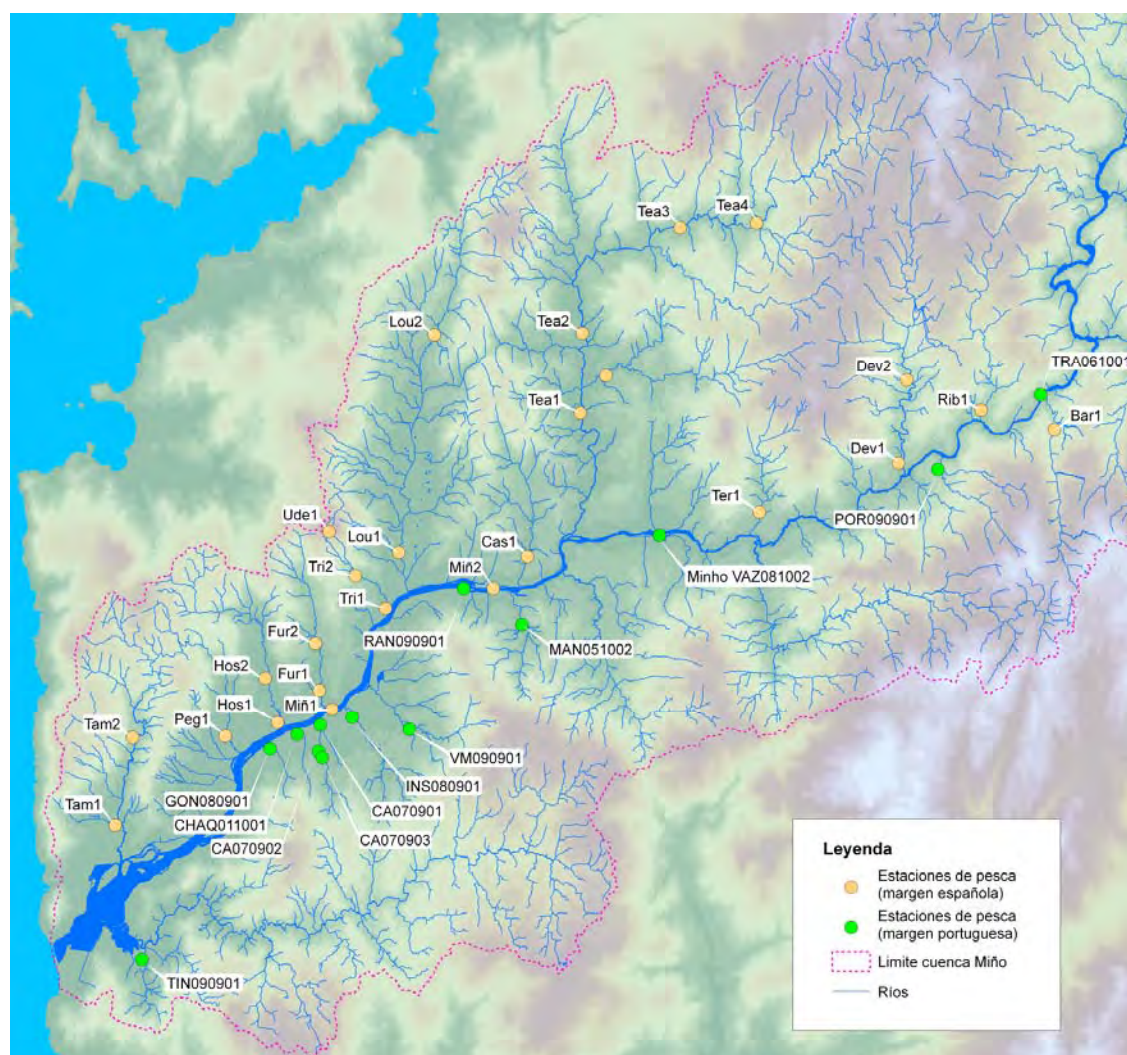 Tea3
Tea4
Lou2
Tea2
TRA061001
Dev2
Rib1
Tea1
Bar1
Dev1
Ter1
POR090901
Ude1
Lou1
Cas1
Tri2
Miñ2
Minho VAZ081002
Tri1
RAN090901
Fur2
MAN051002
Hos2
Fur1
Miñ1
Hos1
Peg1
Tam2
VM090901
INS080901
GON080901
CA070901
CHAQ011001
Tam1
CA070902
CA070903
TIN090901
Leyenda
Estaciones de pesca
(margen española)
Estaciones de pesca
(margen portuguesa)
Limite cuenca Miño
Ríos